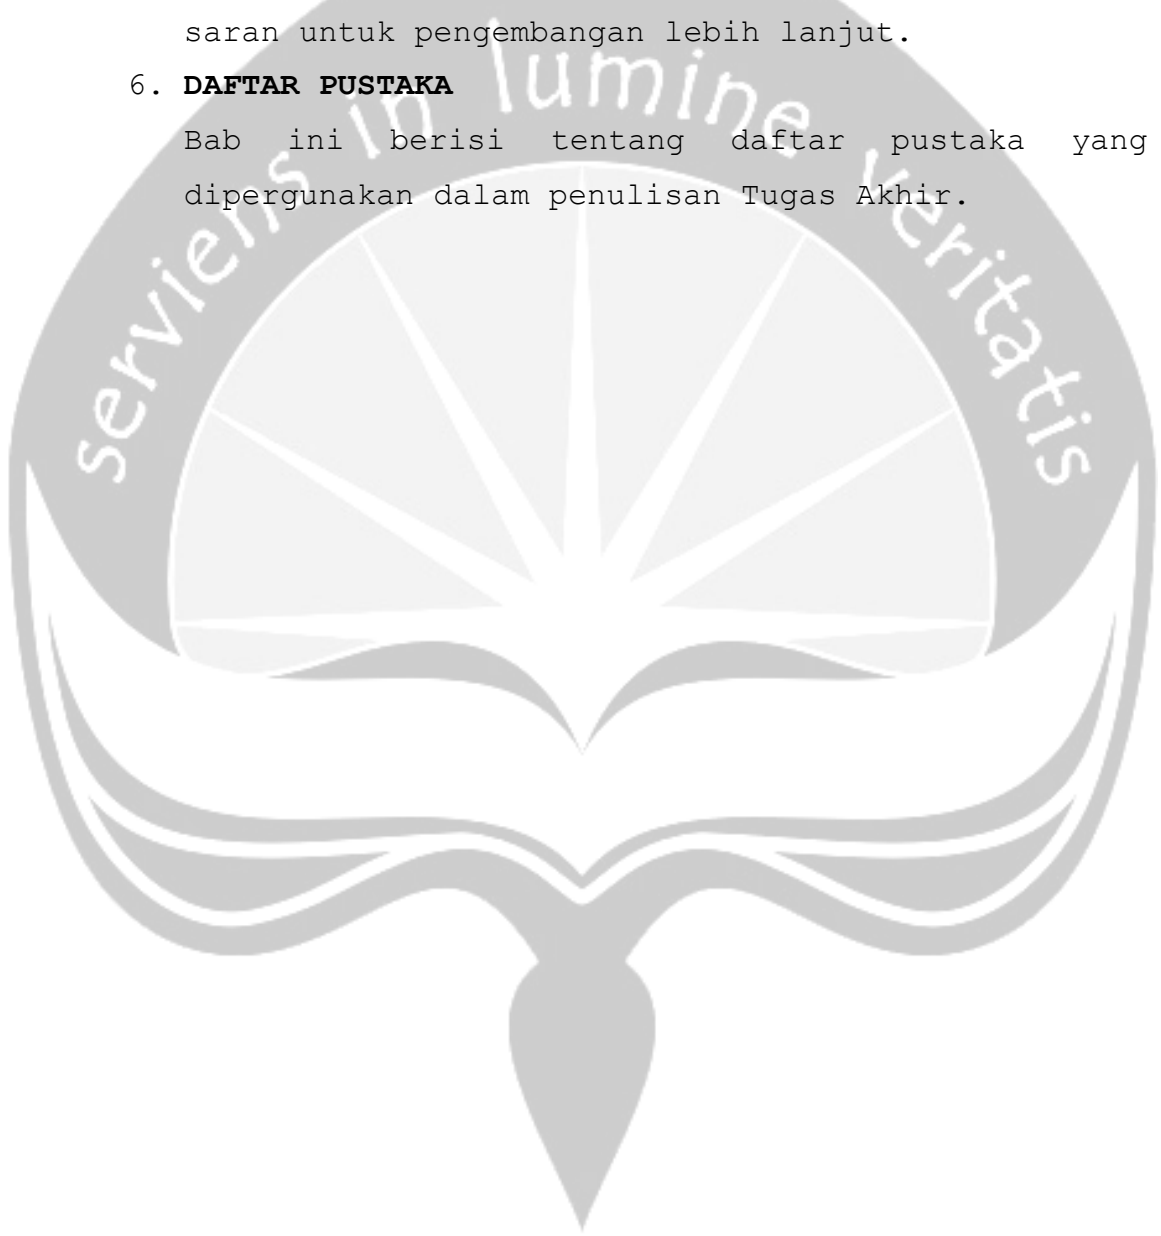 saran untuk pengembangan lebih lanjut.
6. DAFTAR PUSTAKA
Bab ini berisi tentang daftar pustaka yang
dipergunakan dalam penulisan Tugas Akhir.
serviens in lumine veritatis